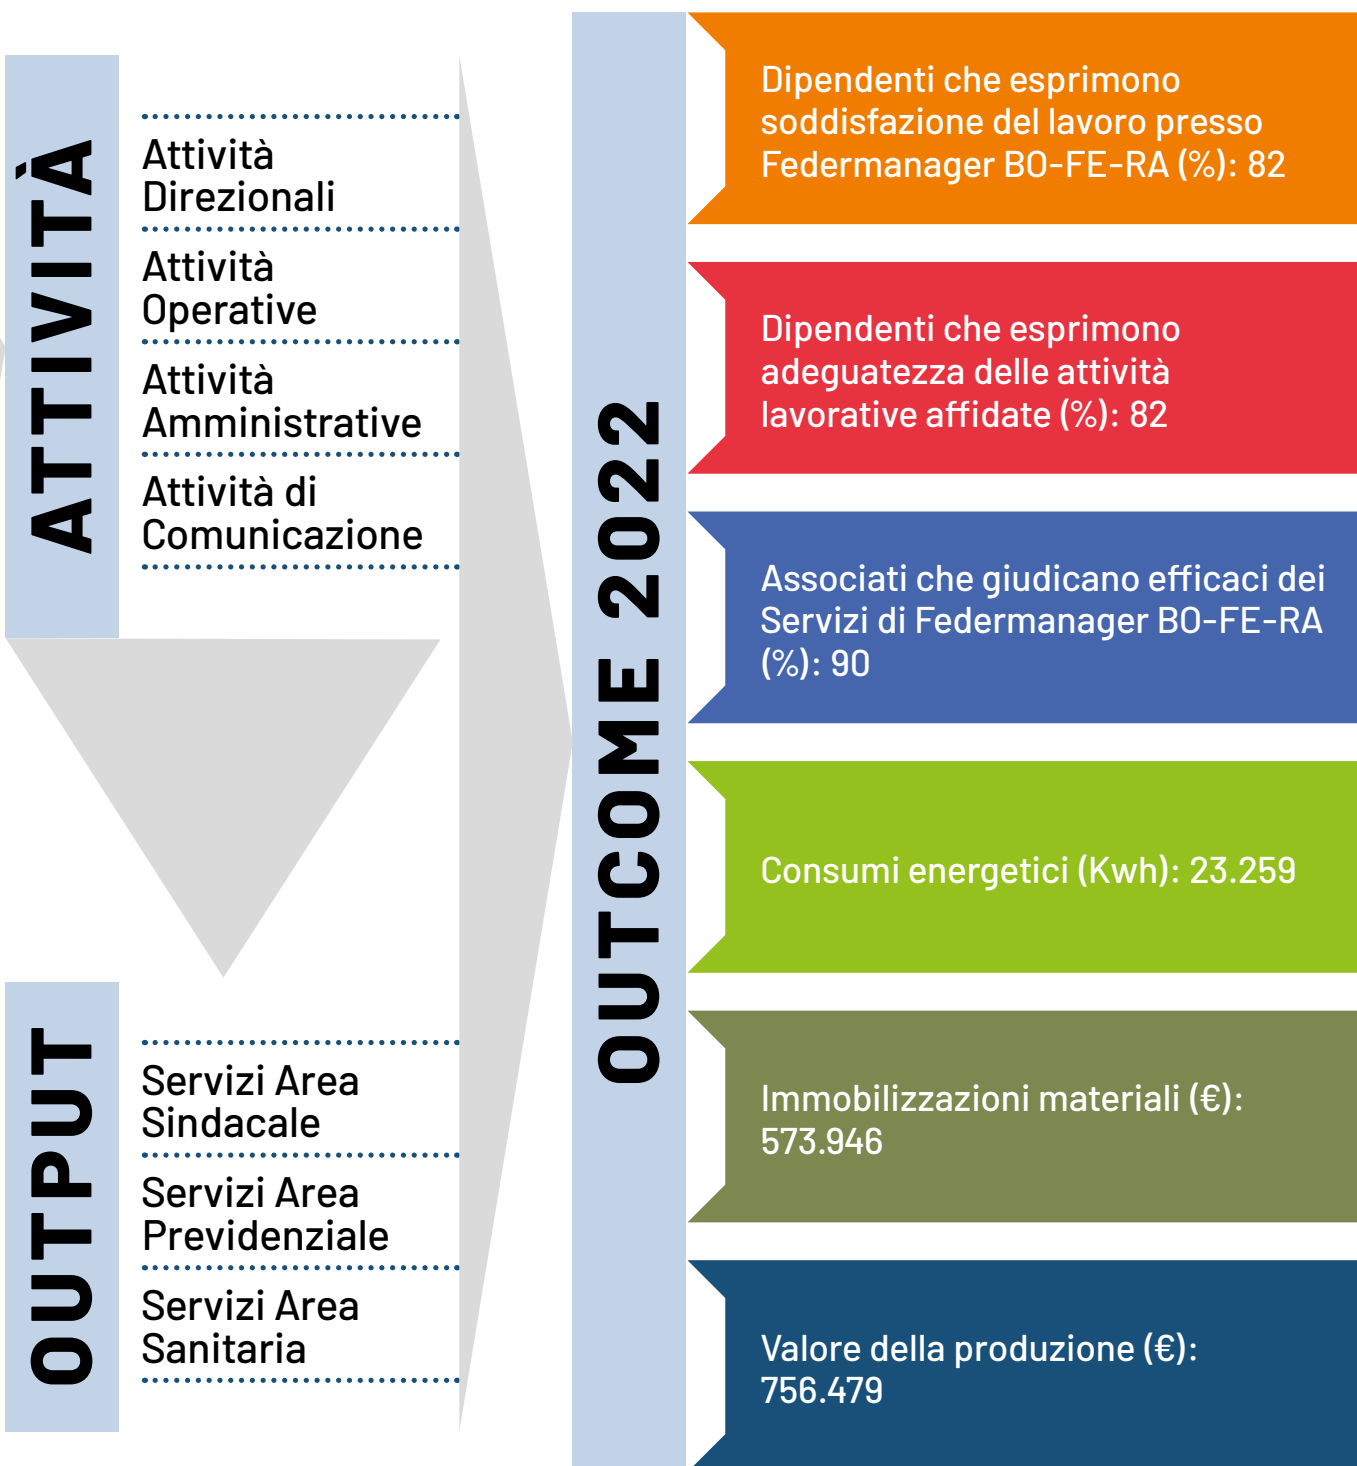 ATTIVITÀ
Attività
Direzionali
Attività
Operative
Attività
Amministrative
Attività di
Comunicazione
OUTPUT
Servizi Area
Sindacale
Servizi Area
Previdenziale
Servizi Area
Sanitaria
OUTCOME 2022
Dipendenti che esprimono
soddisfazione del lavoro presso
Federmanager BO-FE-RA (%): 82
Dipendenti che esprimono
adeguatezza delle attività
lavorative affidate (%): 82
Associati che giudicano efficaci dei
Servizi di Federmanager BO-FE-RA
(%): 90
Consumi energetici (Kwh): 23.259
Immobilizzazioni materiali (€):
573.946
Valore della produzione (€):
756.479